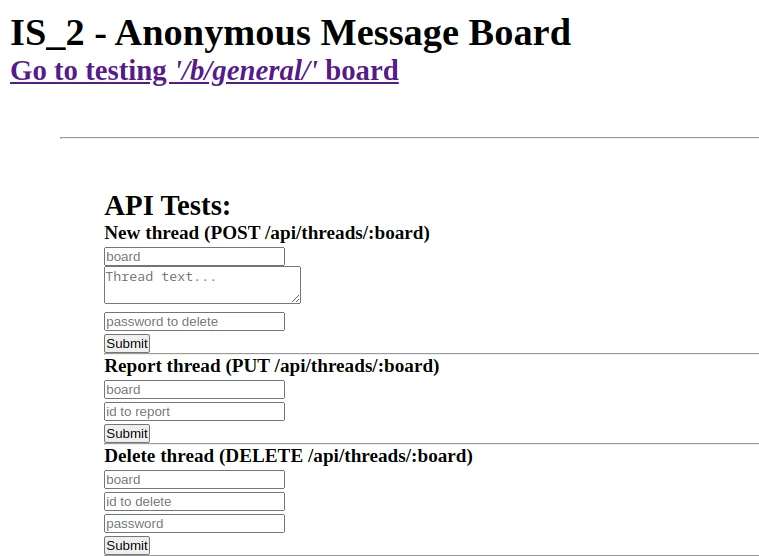 IS_2 - Anonymous Message Board
Go to testing '/b/general/' board
API Tests:
New thread (POST /api/threads/:board)
board
Thread text...
password to delete
Submit
Report thread (PUT /api/threads/:board)
board
id to report
Submit
Delete thread (DELETE /api/threads/:board)
board
id to delete
password
Submit